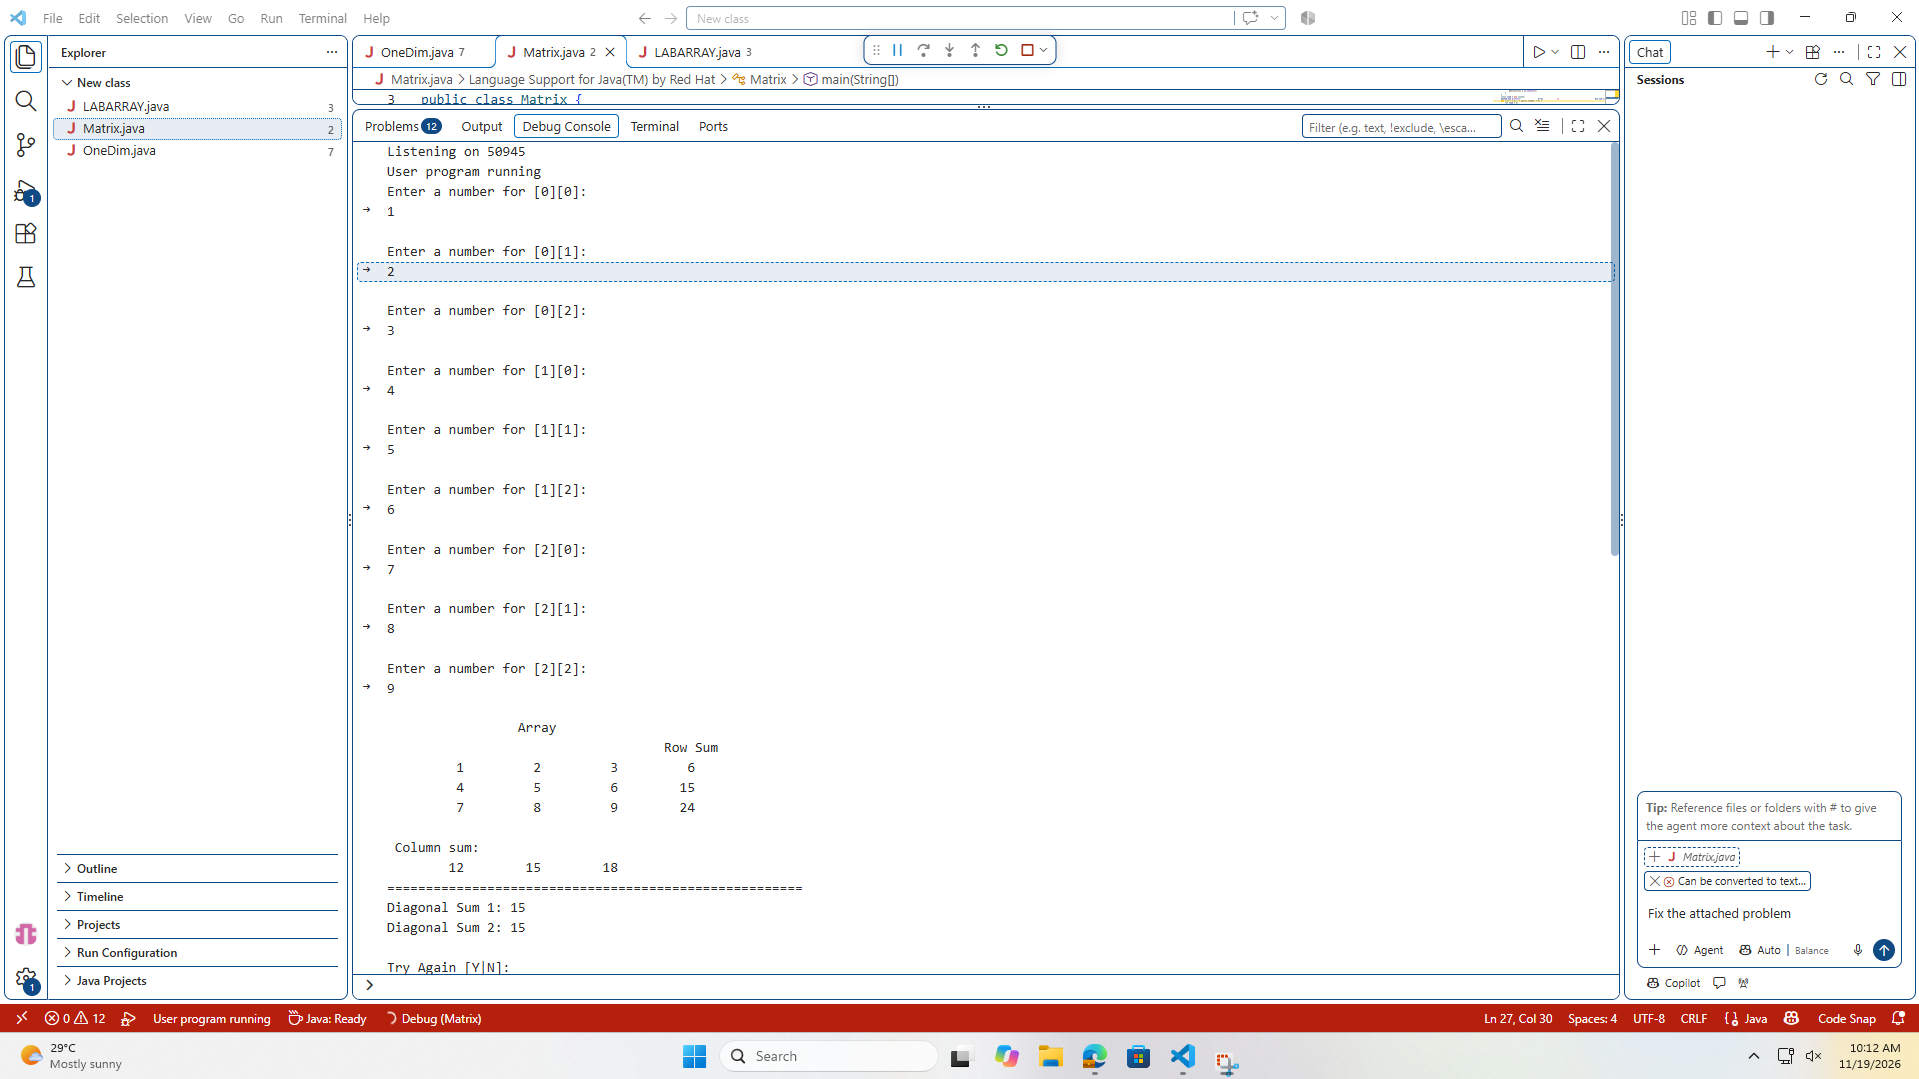 File Edit Selection View Go Run Terminal Help
New class
Explorer
New class
LABARRAY.java 3
Matrix.java 2
OneDim.java 7
Outline
Timeline
Projects
Run Configuration
Java Projects
1
1
OneDim.java 7
Matrix.java 2
LABARRAY.java 3
Matrix.java > Language Support for Java(TM) by Red Hat > Matrix > main(String[])
3 public class Matrix {
Problems 12 Output Debug Console Terminal Ports
Filter (e.g. text, !exclude, \esca...
Listening on 50945
User program running
Enter a number for [0][0]:
1
Enter a number for [0][1]:
2
Enter a number for [0][2]:
3
Enter a number for [1][0]:
4
Enter a number for [1][1]:
5
Enter a number for [1][2]:
6
Enter a number for [2][0]:
7
Enter a number for [2][1]:
8
Enter a number for [2][2]:
9
Array
Row Sum
1 2 3 6
4 5 6 15
7 8 9 24
Column sum:
12 15 18
======================================================
Diagonal Sum 1: 15
Diagonal Sum 2: 15
Try Again [Y|N]:
Chat
Sessions
Tip: Reference files or folders with # to give
the agent more context about the task.
Matrix.java
Can be converted to text...
Fix the attached problem
Agent Auto | Balance
Copilot
0 12 User program running Java: Ready Debug (Matrix)
Ln 27, Col 30 Spaces: 4 UTF-8 CRLF {} Java Code Snap
29°C
Mostly sunny
Search
10:12 AM
11/19/2026